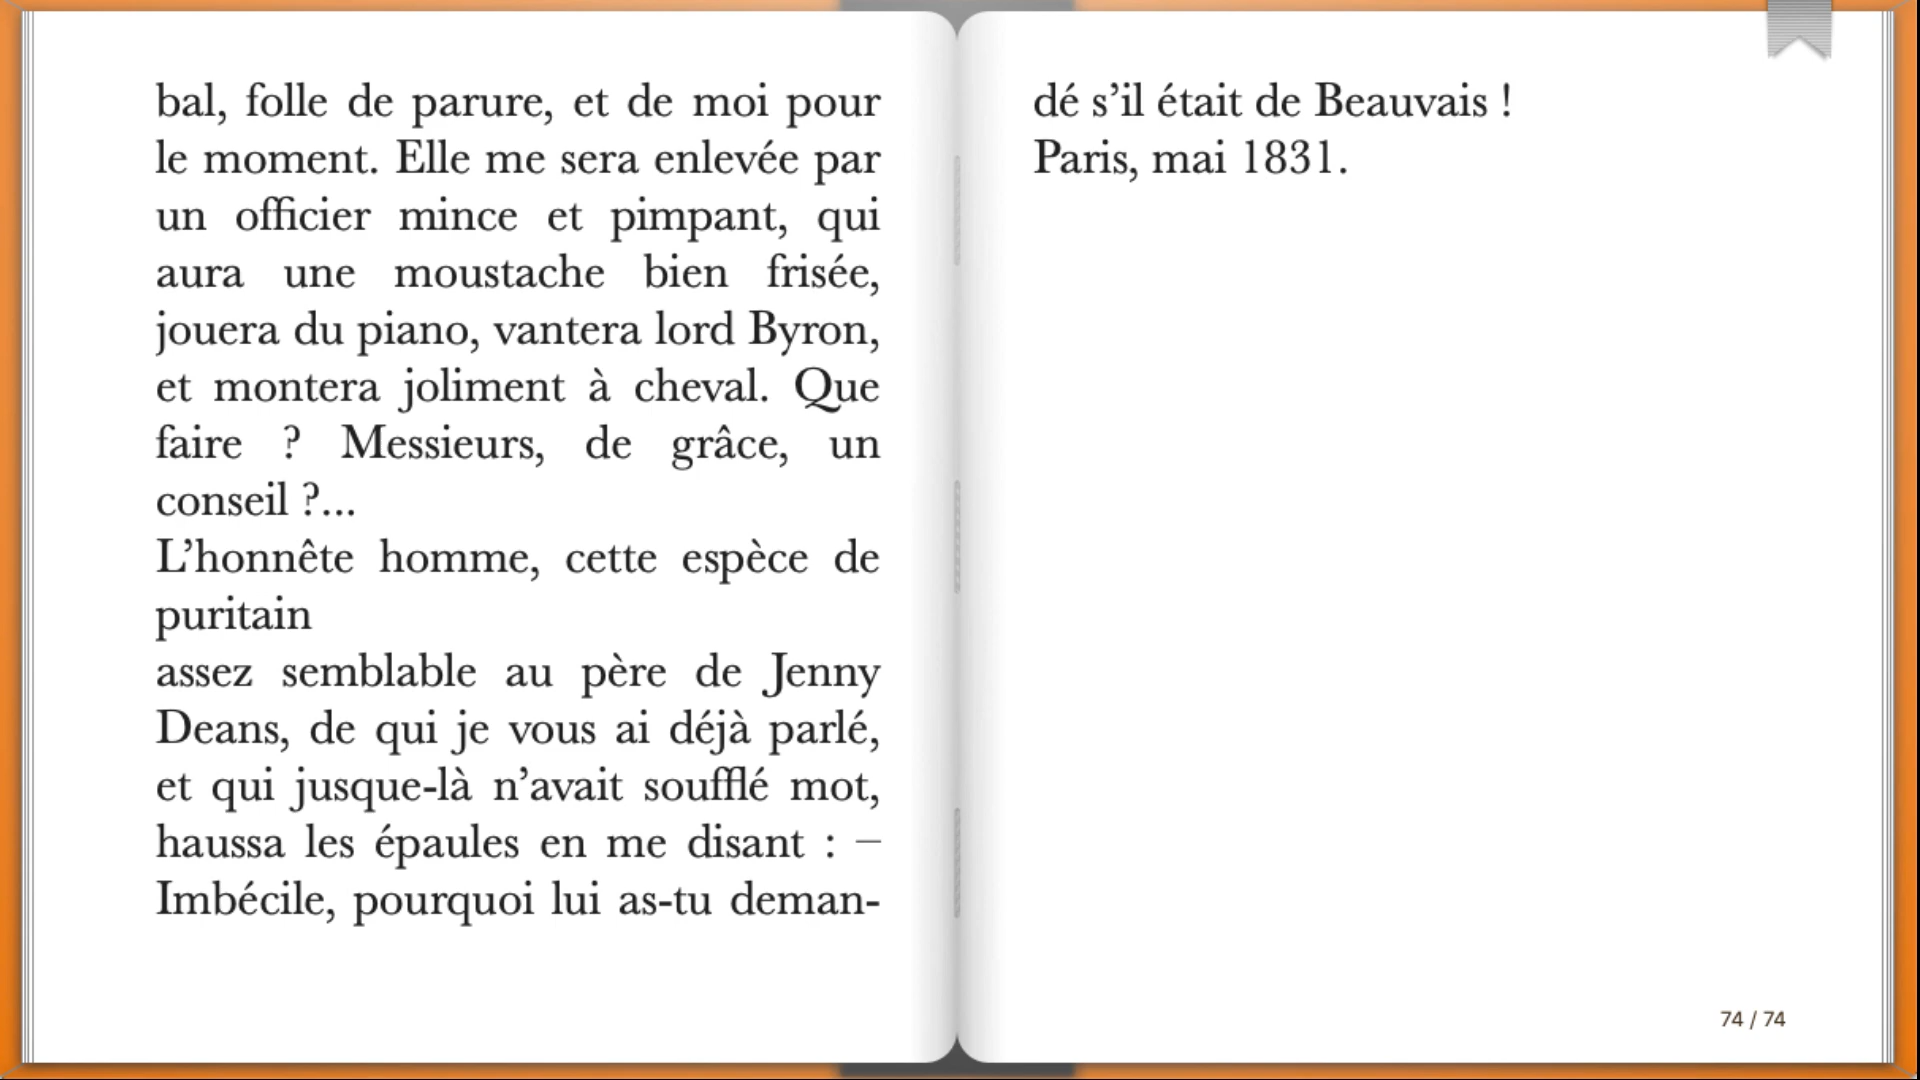 bal, folle de parure, et de moi pour
le moment. Elle me sera enlevée par
un officier mince et pimpant, qui
aura une moustache bien frisée,
jouera du piano, vantera lord Byron,
et montera joliment à cheval. Que
faire ? Messieurs, de grâce, un
conseil ?...
L’honnête homme, cette espèce de
puritain
assez semblable au père de Jenny
Deans, de qui je vous ai déjà parlé,
et qui jusque-là n’avait soufflé mot,
haussa les épaules en me disant : –
Imbécile, pourquoi lui as-tu deman-
dé s’il était de Beauvais !
Paris, mai 1831.
74 / 74